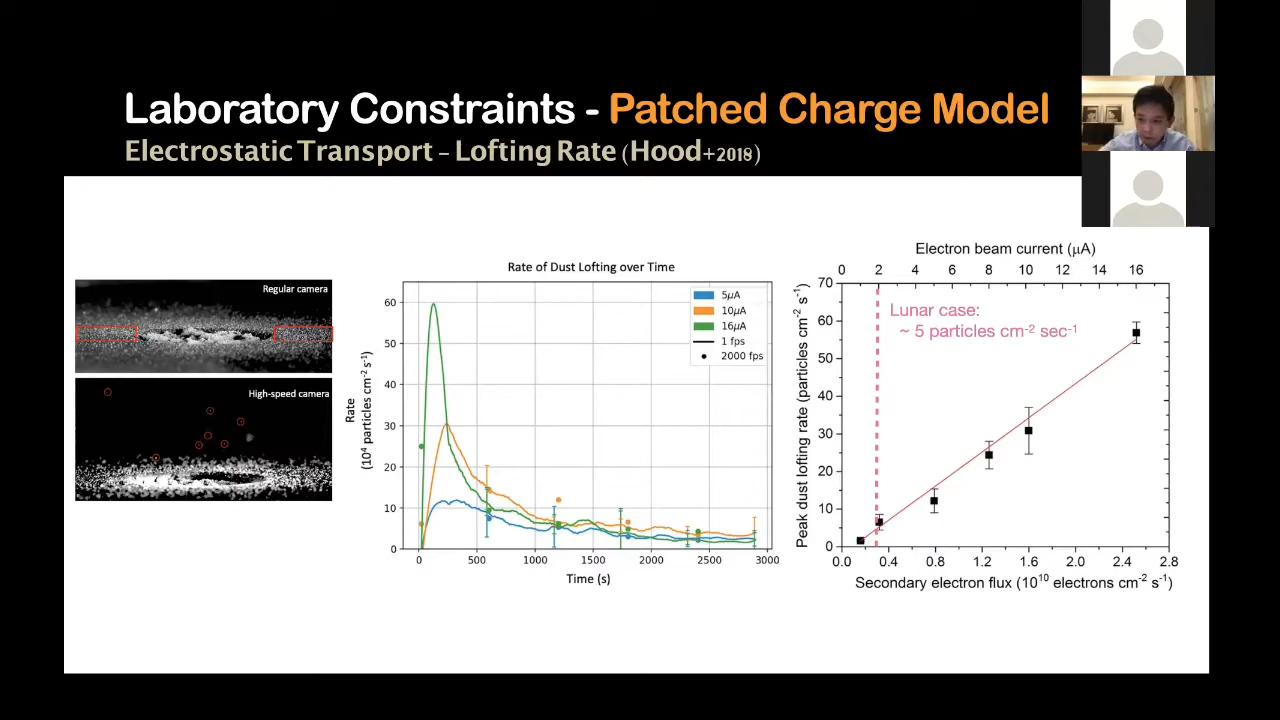 Laboratory Constraints - Patched Charge Model
Electrostatic Transport – Lofting Rate (Hood+2018)
Regular camera
High-speed camera
Rate of Dust Lofting over Time
Rate
(10⁴ particles cm⁻² s⁻¹)
60
50
40
30
20
10
0
5μA
10μA
16μA
1 fps
2000 fps
0 500 1000 1500 2000 2500 3000
Time (s)
Electron beam current (μA)
0 2 4 6 8 10 12 14 16
Peak dust lofting rate (particles cm⁻² s⁻¹)
70
60
50
40
30
20
10
0
Lunar case:
~ 5 particles cm⁻² sec⁻¹
0.0 0.4 0.8 1.2 1.6 2.0 2.4 2.8
Secondary electron flux (10¹⁰ electrons cm⁻² s⁻¹)